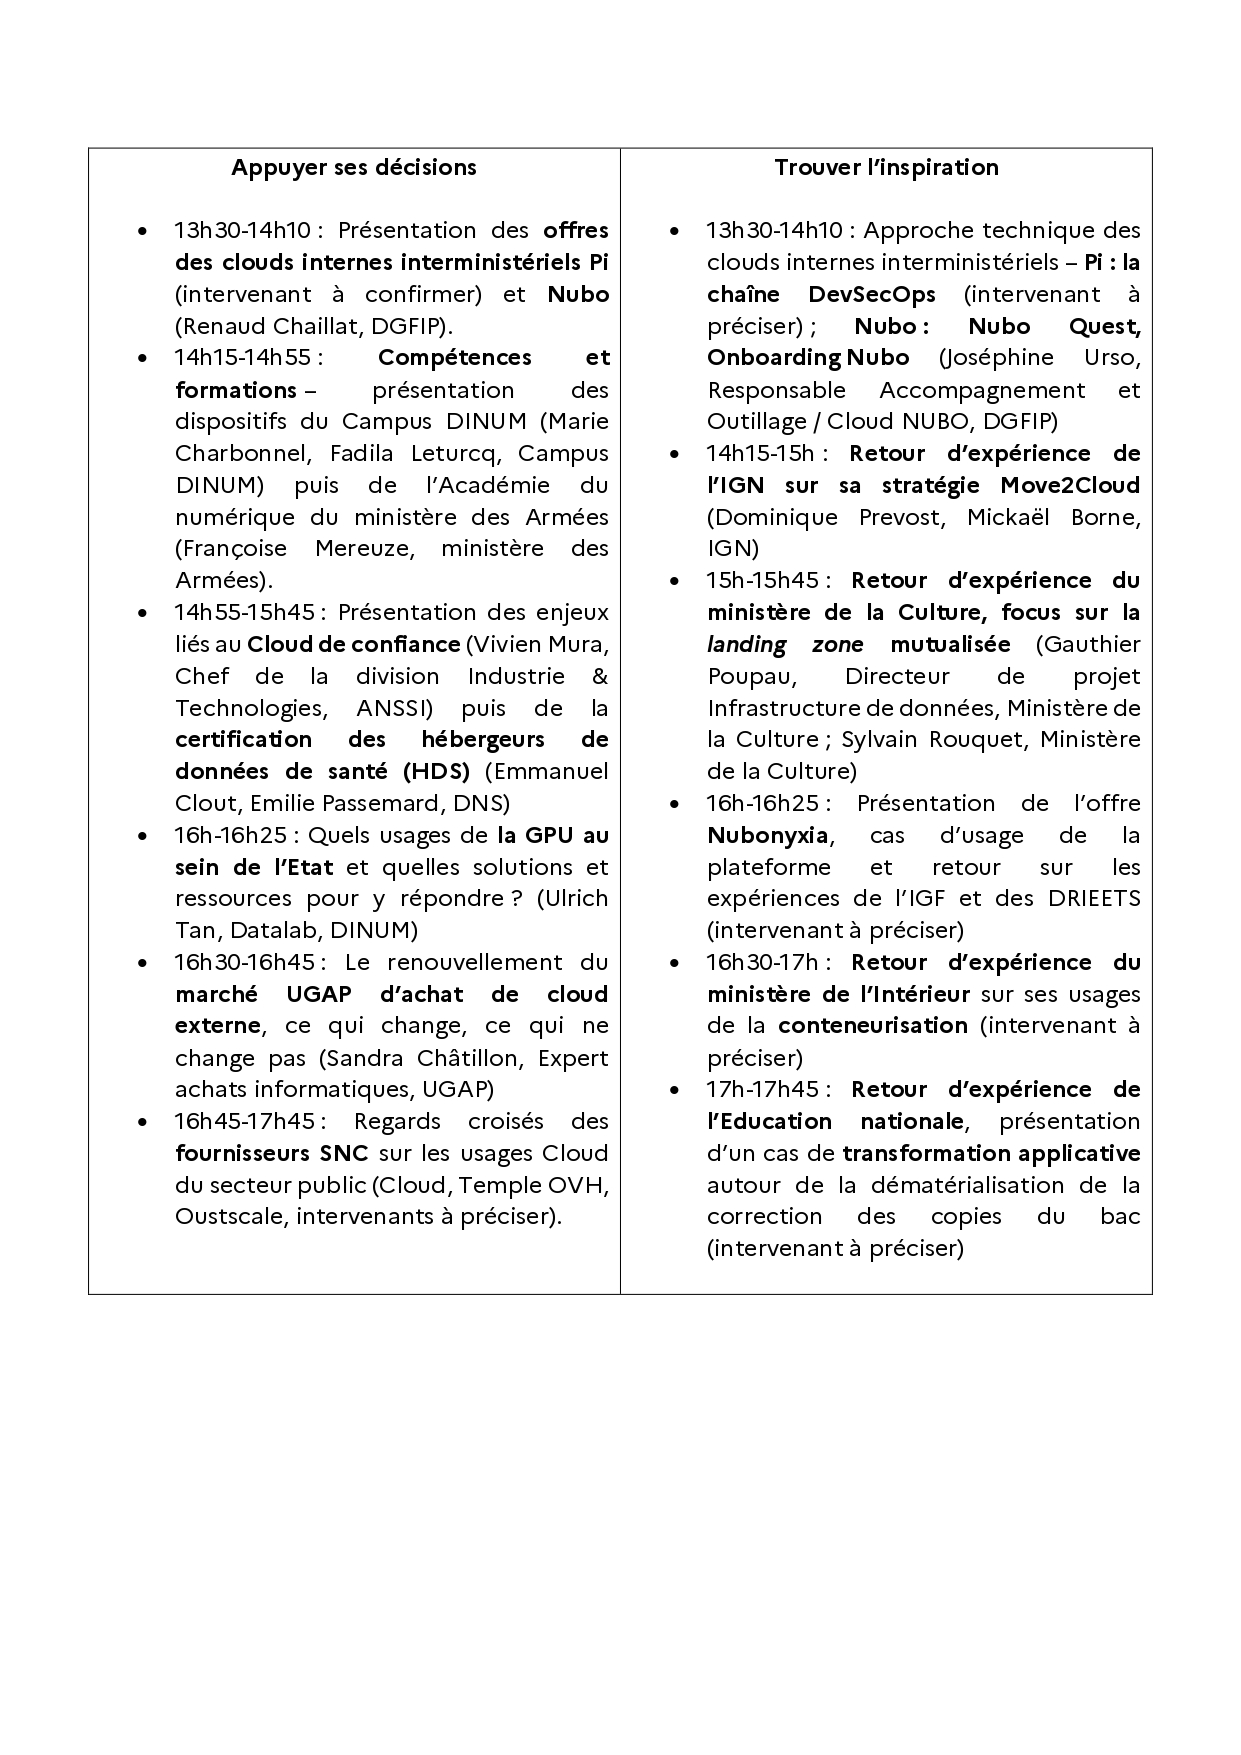 Appuyer ses décisions
• 13h30-14h10 : Présentation des offres
des clouds internes interministériels Pi
(intervenant à confirmer) et Nubo
(Renaud Chaillat, DGFIP).
• 14h15-14h55 : Compétences et
formations – présentation des
dispositifs du Campus DINUM (Marie
Charbonnel, Fadila Leturcq, Campus
DINUM) puis de l’Académie du
numérique du ministère des Armées
(Françoise Mereuze, ministère des
Armées).
• 14h55-15h45 : Présentation des enjeux
liés au Cloud de confiance (Vivien Mura,
Chef de la division Industrie &
Technologies, ANSSI) puis de la
certification des hébergeurs de
données de santé (HDS) (Emmanuel
Clout, Emilie Passemard, DNS)
• 16h-16h25 : Quels usages de la GPU au
sein de l’Etat et quelles solutions et
ressources pour y répondre ? (Ulrich
Tan, Datalab, DINUM)
• 16h30-16h45 : Le renouvellement du
marché UGAP d’achat de cloud
externe, ce qui change, ce qui ne
change pas (Sandra Châtillon, Expert
achats informatiques, UGAP)
• 16h45-17h45 : Regards croisés des
fournisseurs SNC sur les usages Cloud
du secteur public (Cloud, Temple OVH,
Oustscale, intervenants à préciser).
Trouver l’inspiration
• 13h30-14h10 : Approche technique des
clouds internes interministériels – Pi : la
chaîne DevSecOps (intervenant à
préciser) ; Nubo : Nubo Quest,
Onboarding Nubo (Joséphine Urso,
Responsable Accompagnement et
Outillage / Cloud NUBO, DGFIP)
• 14h15-15h : Retour d’expérience de
l’IGN sur sa stratégie Move2Cloud
(Dominique Prevost, Mickaël Borne,
IGN)
• 15h-15h45 : Retour d’expérience du
ministère de la Culture, focus sur la
landing zone mutualisée (Gauthier
Poupau, Directeur de projet
Infrastructure de données, Ministère de
la Culture ; Sylvain Rouquet, Ministère
de la Culture)
• 16h-16h25 : Présentation de l’offre
Nubonyxia, cas d’usage de la
plateforme et retour sur les
expériences de l’IGF et des DRIEETS
(intervenant à préciser)
• 16h30-17h : Retour d’expérience du
ministère de l’Intérieur sur ses usages
de la conteneurisation (intervenant à
préciser)
• 17h-17h45 : Retour d’expérience de
l’Education nationale, présentation
d’un cas de transformation applicative
autour de la dématérialisation de la
correction des copies du bac
(intervenant à préciser)